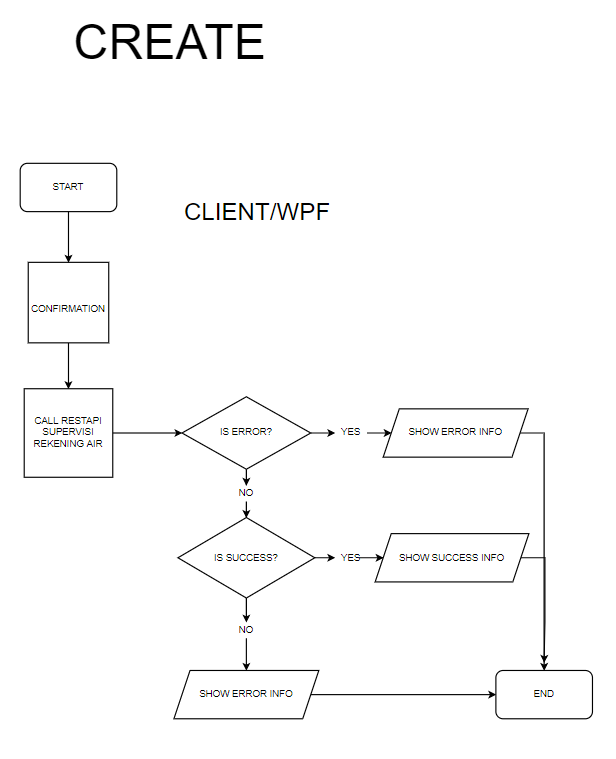 CREATE
START
CLIENT/WPF
CONFIRMATION
CALL RESTAPI
SUPERVISI
REKENING AIR
IS ERROR?
YES
SHOW ERROR INFO
NO
IS SUCCESS?
YES
SHOW SUCCESS INFO
NO
SHOW ERROR INFO
END